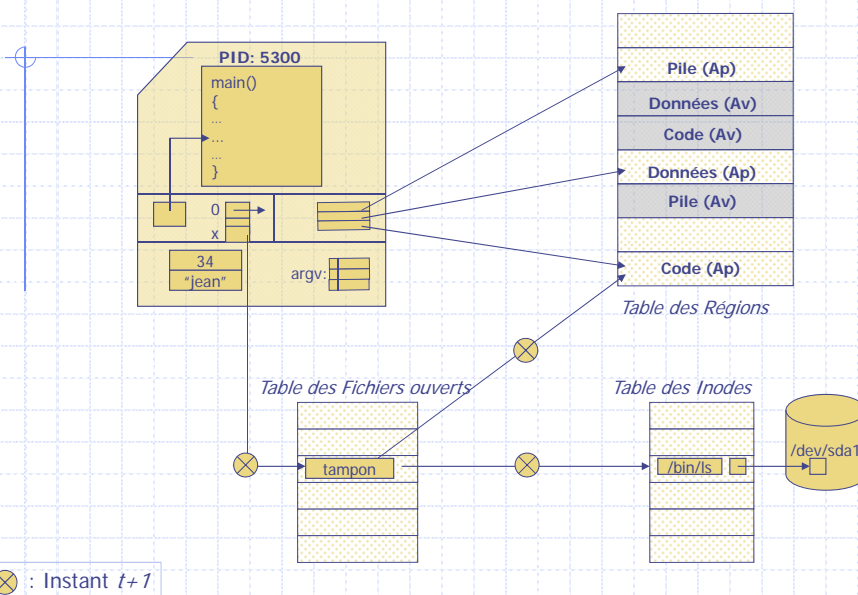 PID: 5300
main()
{
...
...
...
}
0
x
34
"jean"
argv:
Pile (Ap)
Données (Av)
Code (Av)
Données (Ap)
Pile (Av)
Code (Ap)
Table des Régions
Table des Fichiers ouverts
Table des Inodes
tampon
/bin/ls
/dev/sda1
: Instant t+1